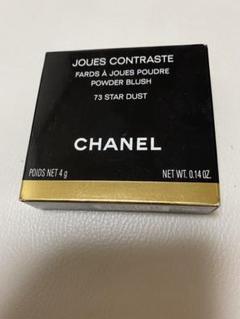 JOUES CONTRASTE
FARDS À JOUES POUDRE
POWDER BLUSH
73 STAR DUST
CHANEL
POIDS NET 4 g NET WT. 0.14 OZ.